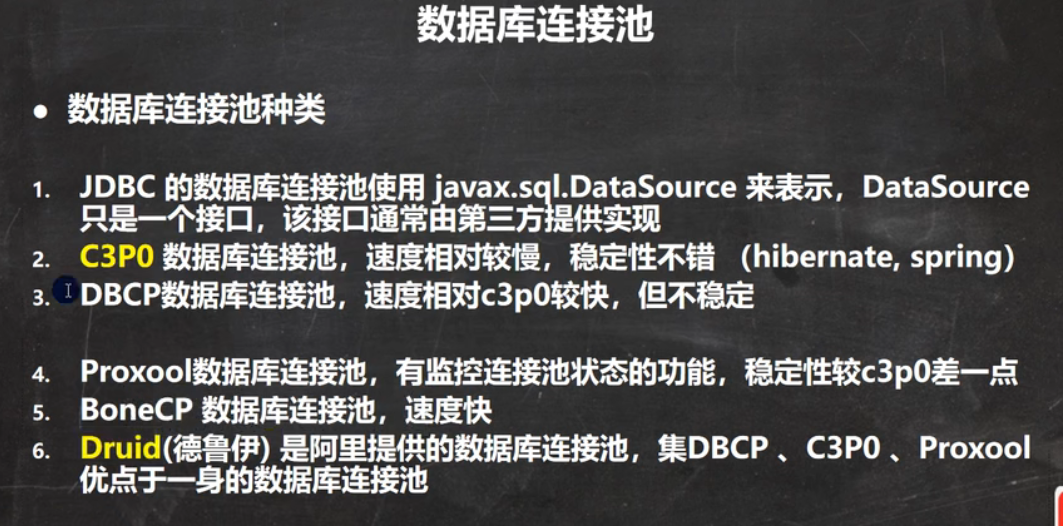 数据库连接池
● 数据库连接池种类
1. JDBC 的数据库连接池使用 javax.sql.DataSource 来表示，DataSource
只是一个接口，该接口通常由第三方提供实现
2. C3P0 数据库连接池，速度相对较慢，稳定性不错 （hibernate, spring）
3. DBCP数据库连接池，速度相对c3p0较快，但不稳定
4. Proxool数据库连接池，有监控连接池状态的功能，稳定性较c3p0差一点
5. BoneCP 数据库连接池，速度快
6. Druid(德鲁伊) 是阿里提供的数据库连接池，集DBCP 、C3P0 、Proxool
优点于一身的数据库连接池